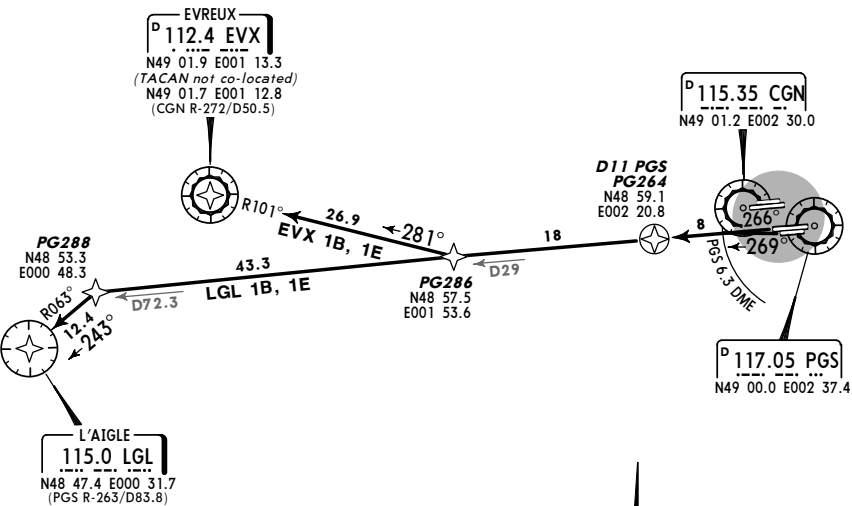 EVREUX
D 112.4 EVX
N49 01.9 E001 13.3
(TACAN not co-located)
N49 01.7 E001 12.8
(CGN R-272/D50.5)
D 115.35 CGN
N49 01.2 E002 30.0
D11 PGS
PG264
N48 59.1
E002 20.8
R101°
26.9
281°
EVX 1B, 1E
18
8
266°
269°
PGS 6.3 DME
PG288
N48 53.3
E000 48.3
43.3
LGL 1B, 1E
D72.3
D29
PG286
N48 57.5
E001 53.6
R063°
12.4
243°
D 117.05 PGS
N49 00.0 E002 37.4
L'AIGLE
115.0 LGL
N48 47.4 E000 31.7
(PGS R-263/D83.8)